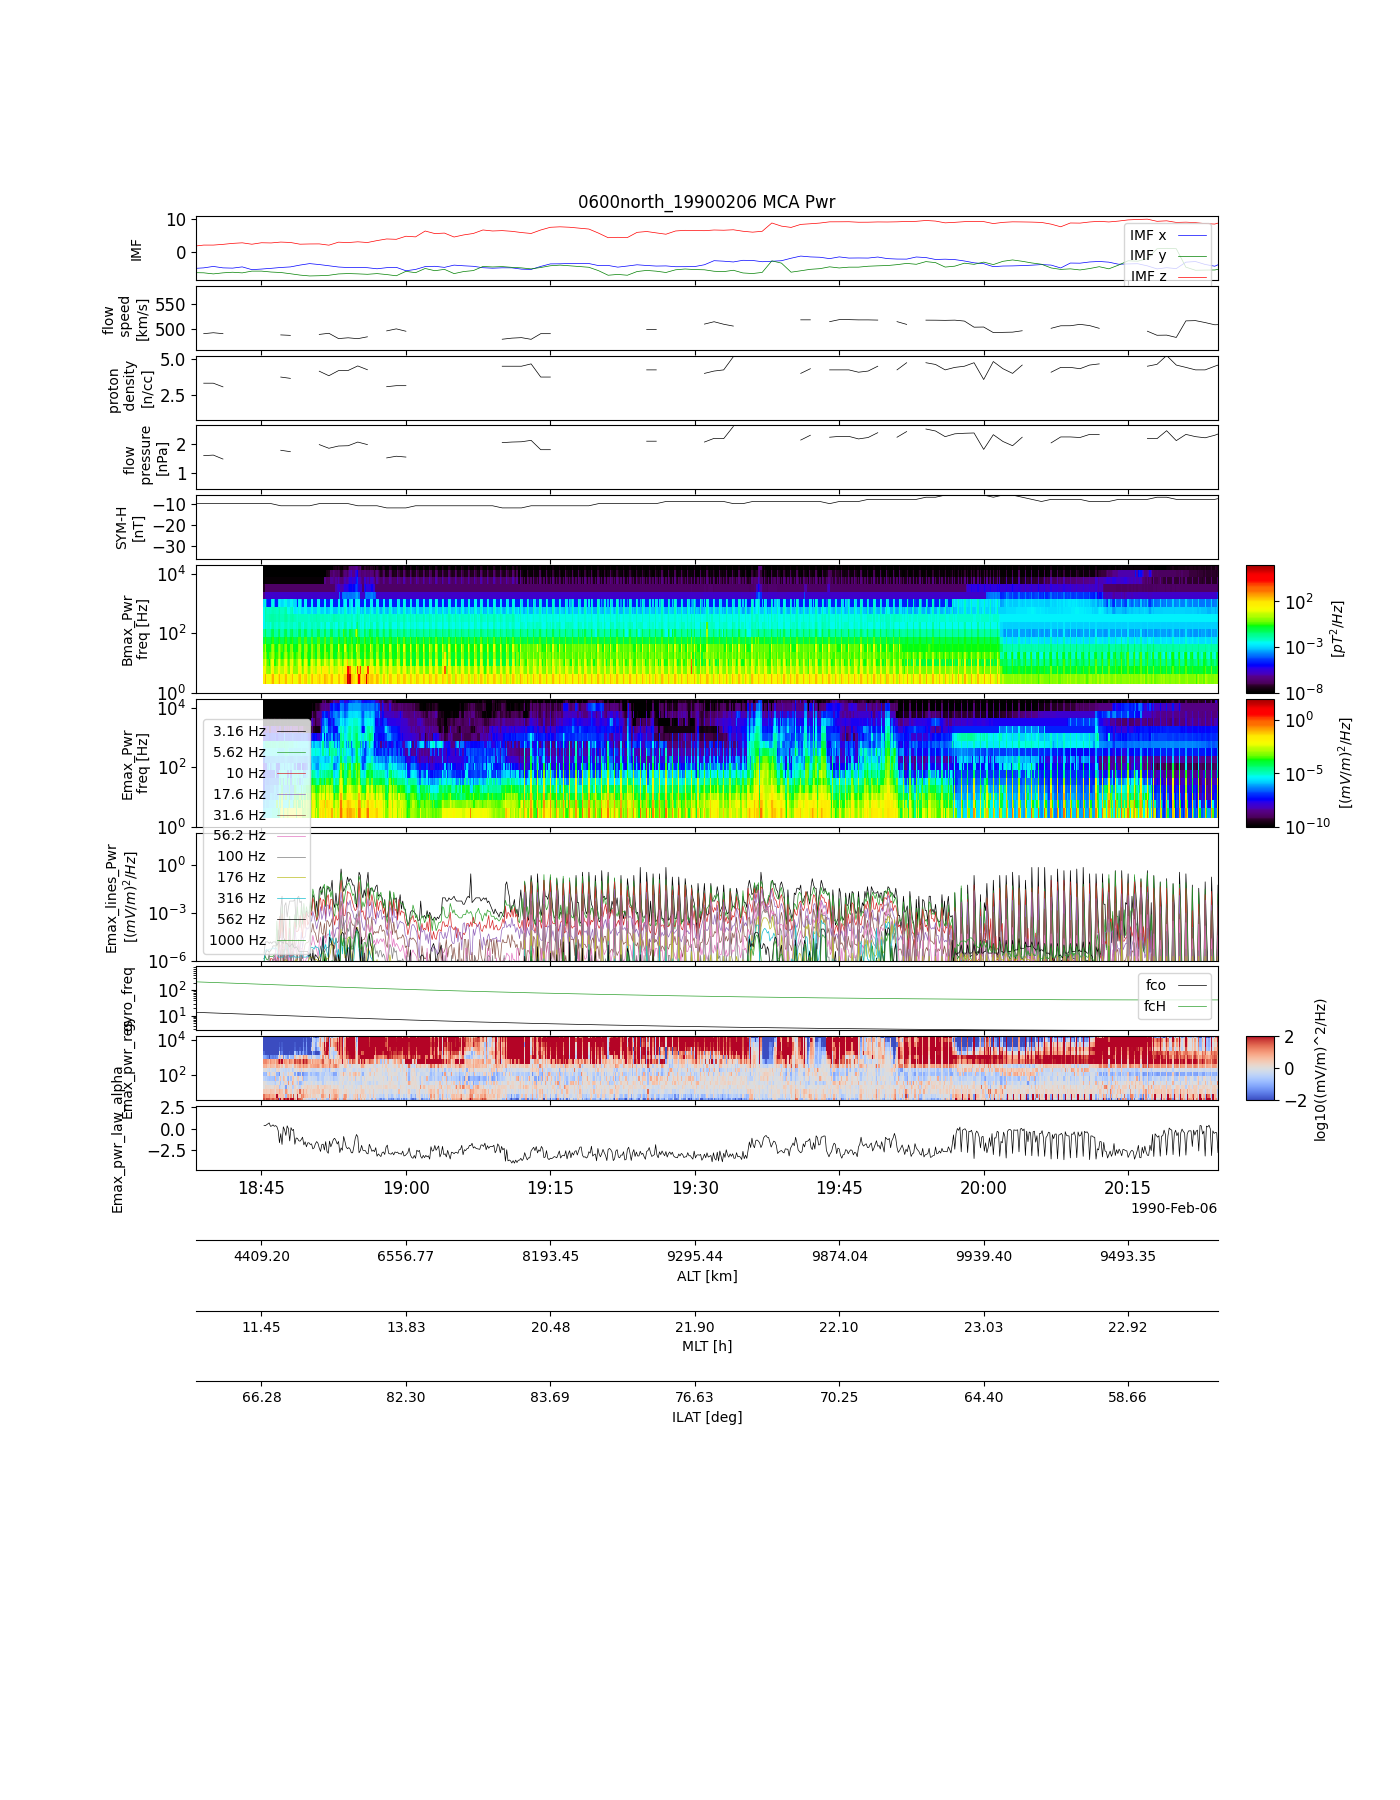 0600north_19900206 MCA Pwr
10
0
IMF
IMF x
IMF y
IMF z
550
500
flow
speed
[km/s]
5.0
2.5
proton
density
[n/cc]
2
1
flow
pressure
[nPa]
−10
−20
−30
SYM-H
[nT]
10^4
10^2
10^0
Bmax_Pwr
freq [Hz]
10^2
10^−3
10^−8
[pT^2/Hz]
10^4
10^2
10^0
Emax_Pwr
freq [Hz]
10^0
10^−5
10^−10
[(mV/m)^2/Hz]
3.16 Hz
5.62 Hz
10 Hz
17.6 Hz
31.6 Hz
56.2 Hz
100 Hz
176 Hz
316 Hz
562 Hz
1000 Hz
10^0
10^−3
10^−6
Emax_lines_Pwr
[(mV/m)^2/Hz]
10^2
10^1
gyro_freq
fco
fcH
10^4
10^2
Emax_pwr_reg
2
0
−2
log10((mV/m)^2/Hz)
2.5
0.0
−2.5
Emax_pwr_law_alpha
18:45 19:00 19:15 19:30 19:45 20:00 20:15
1990-Feb-06
4409.20 6556.77 8193.45 9295.44 9874.04 9939.40 9493.35
ALT [km]
11.45 13.83 20.48 21.90 22.10 23.03 22.92
MLT [h]
66.28 82.30 83.69 76.63 70.25 64.40 58.66
ILAT [deg]